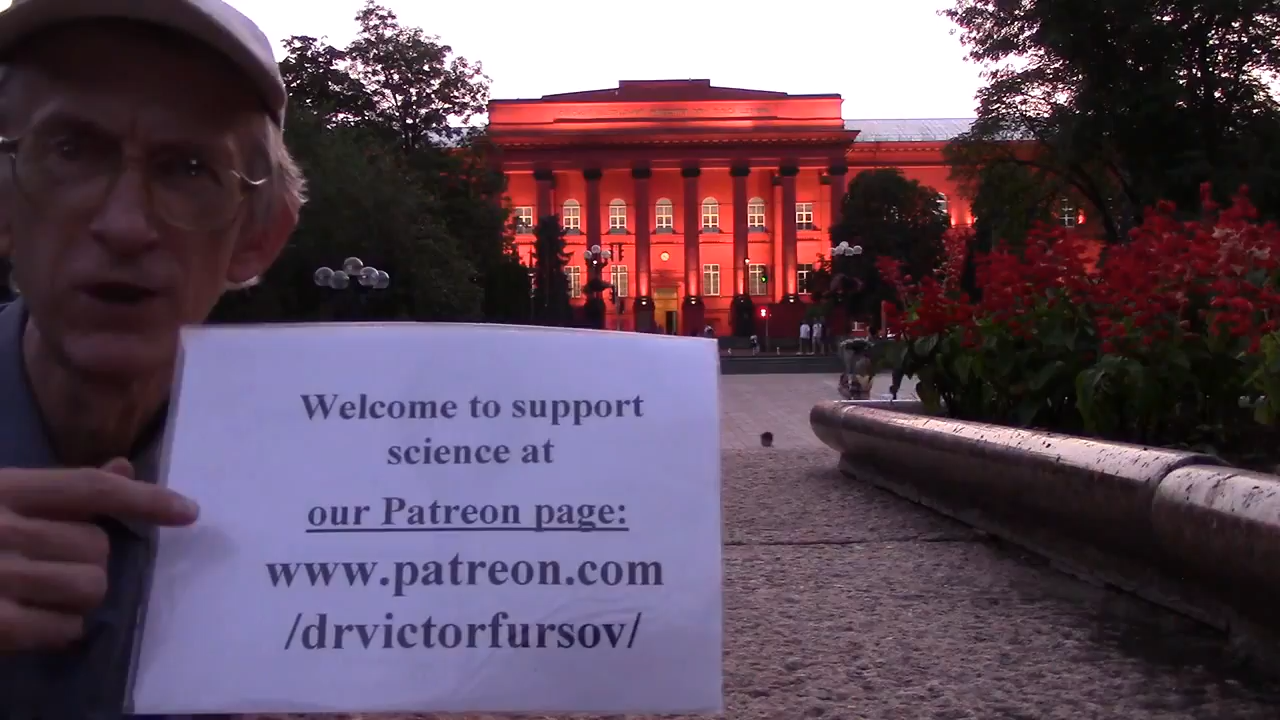 Welcome to support
science at
our Patreon page:
www.patreon.com
/drvictorfursov/